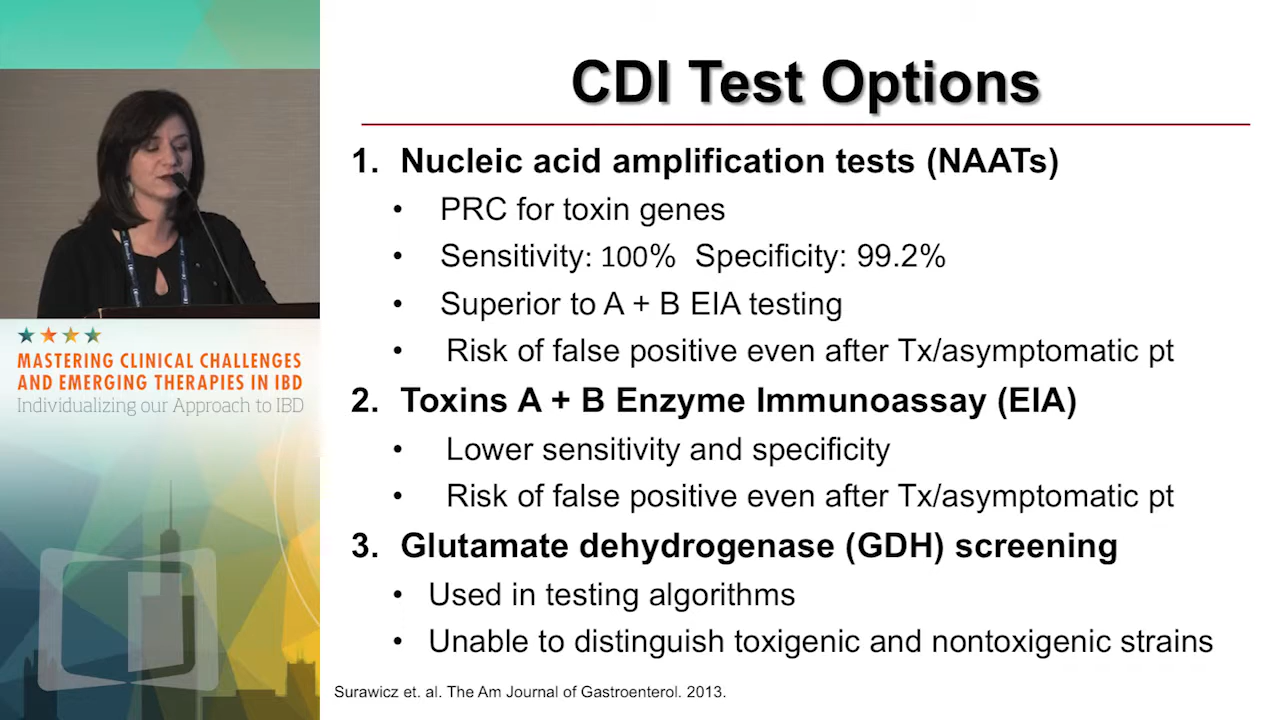 CDI Test Options
1. Nucleic acid amplification tests (NAATs)
• PRC for toxin genes
• Sensitivity: 100% Specificity: 99.2%
• Superior to A + B EIA testing
• Risk of false positive even after Tx/asymptomatic pt
2. Toxins A + B Enzyme Immunoassay (EIA)
• Lower sensitivity and specificity
• Risk of false positive even after Tx/asymptomatic pt
3. Glutamate dehydrogenase (GDH) screening
• Used in testing algorithms
• Unable to distinguish toxigenic and nontoxigenic strains
Surawicz et. al. The Am Journal of Gastroenterol. 2013.
MASTERING CLINICAL CHALLENGES
AND EMERGING THERAPIES IN IBD
Individualizing our Approach to IBD